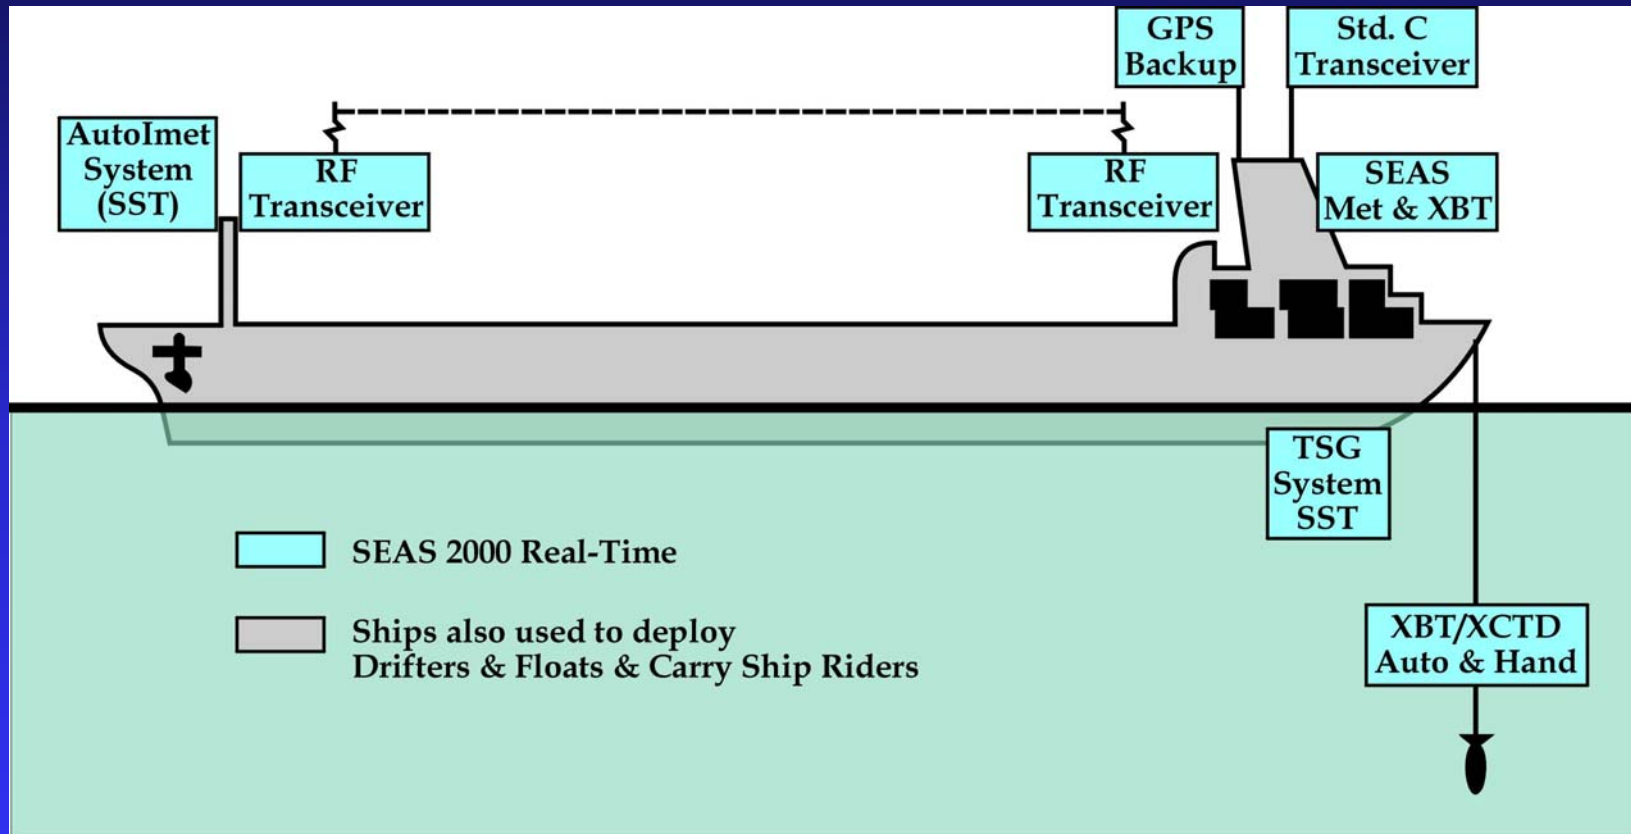 GPS
Backup
Std. C
Transceiver
AutoImet
System
(SST)
RF
Transceiver
RF
Transceiver
SEAS
Met & XBT
TSG
System
SST
SEAS 2000 Real-Time
Ships also used to deploy
Drifters & Floats & Carry Ship Riders
XBT/XCTD
Auto & Hand